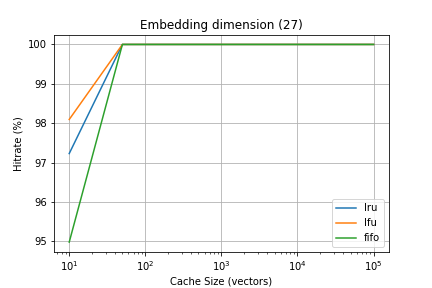 Embedding dimension (27)
Hitrate (%)
100
99
98
97
96
95
10¹
10²
10³
10⁴
10⁵
Cache Size (vectors)
lru
lfu
fifo